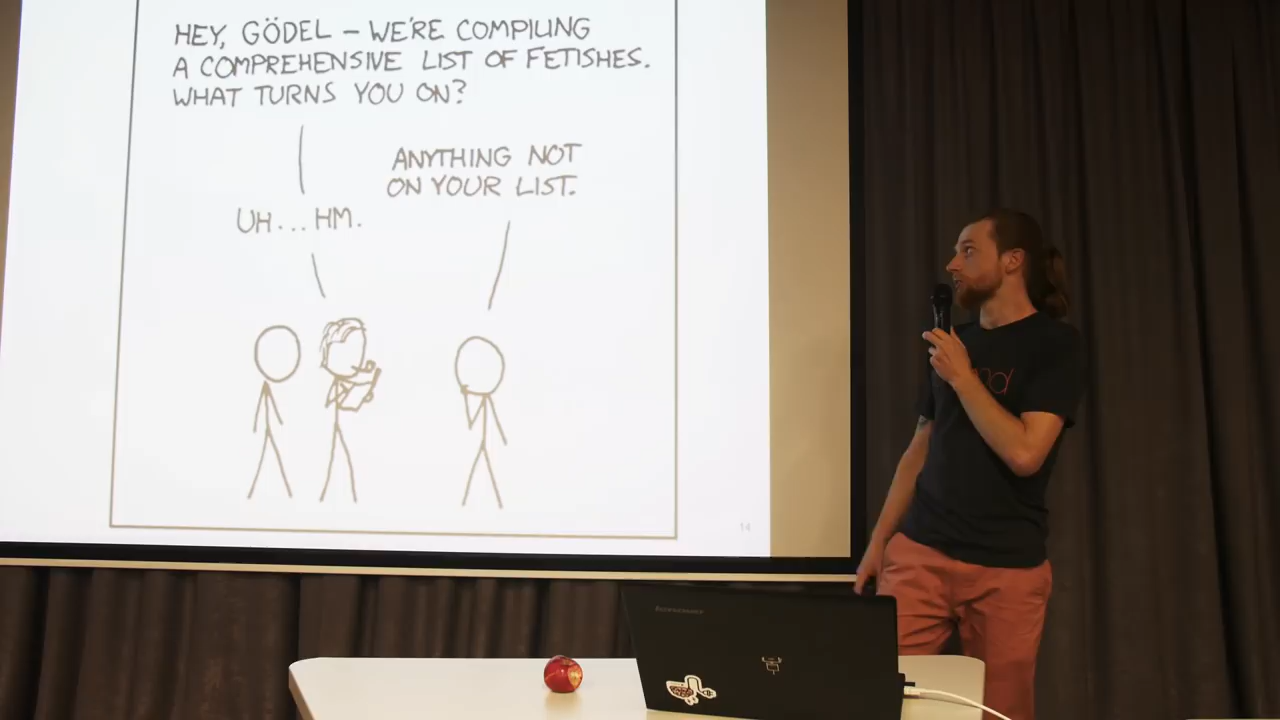 HEY, GÖDEL – WE'RE COMPILING
A COMPREHENSIVE LIST OF FETISHES.
WHAT TURNS YOU ON?
ANYTHING NOT
ON YOUR LIST.
UH...HM.
14